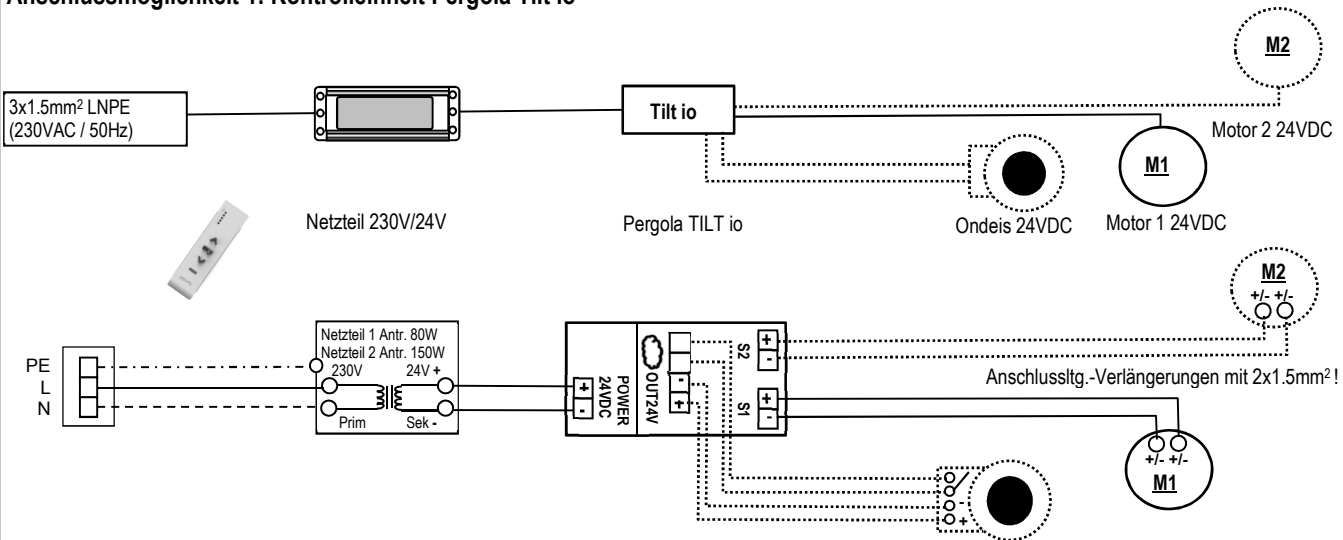 Anschlussmöglichkeit 1: Kontrolleinheit Pergola Tilt io
M2
3x1.5mm² LNPE
(230VAC / 50Hz)
Tilt io
Motor 2 24VDC
M1
Netzteil 230V/24V
Pergola TILT io
Ondeis 24VDC
Motor 1 24VDC
M2
+/- +/-
Netzteil 1 Antr. 80W
Netzteil 2 Antr. 150W
230V 24V +
PE
L
N
Prim Sek -
+
-
POWER
24VDC
OUT24V
-
+
S2
+
-
S1
+
-
Anschlussltg.-Verlängerungen mit 2x1.5mm² !
+/- +/-
M1
-
+